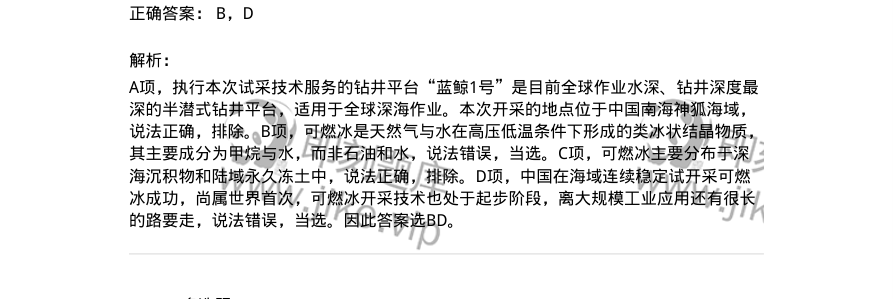 正确答案： B，D
解析：
A项，执行本次试采技术服务的钻井平台“蓝鲸1号”是目前全球作业水深、钻井深度最
深的半潜式钻井平台，适用于全球深海作业。本次开采的地点位于中国南海神狐海域，
说法正确，排除。B项，可燃冰是天然气与水在高压低温条件下形成的类冰状结晶物质，
其主要成分为甲烷与水，而非石油和水，说法错误，当选。C项，可燃冰主要分布于深
海沉积物和陆域永久冻土中，说法正确，排除。D项，中国在海域连续稳定试开采可燃
冰成功，尚属世界首次，可燃冰开采技术也处于起步阶段，离大规模工业应用还有很长
的路要走，说法错误，当选。因此答案选BD。